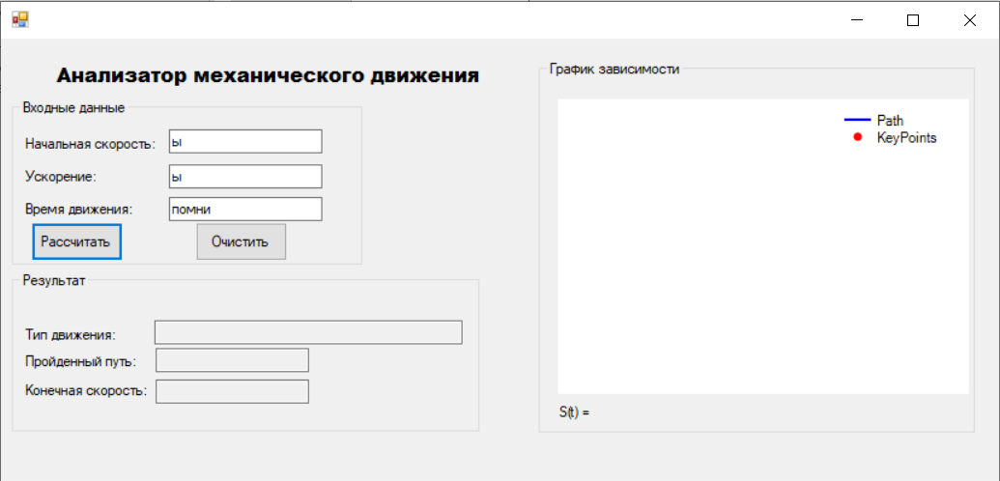 Анализатор механического движения
Входные данные
Начальная скорость: ы
Ускорение: ы
Время движения: помни
Рассчитать Очистить
Результат
Тип движения:
Пройденный путь:
Конечная скорость:
График зависимости
Path
KeyPoints
S(t) =